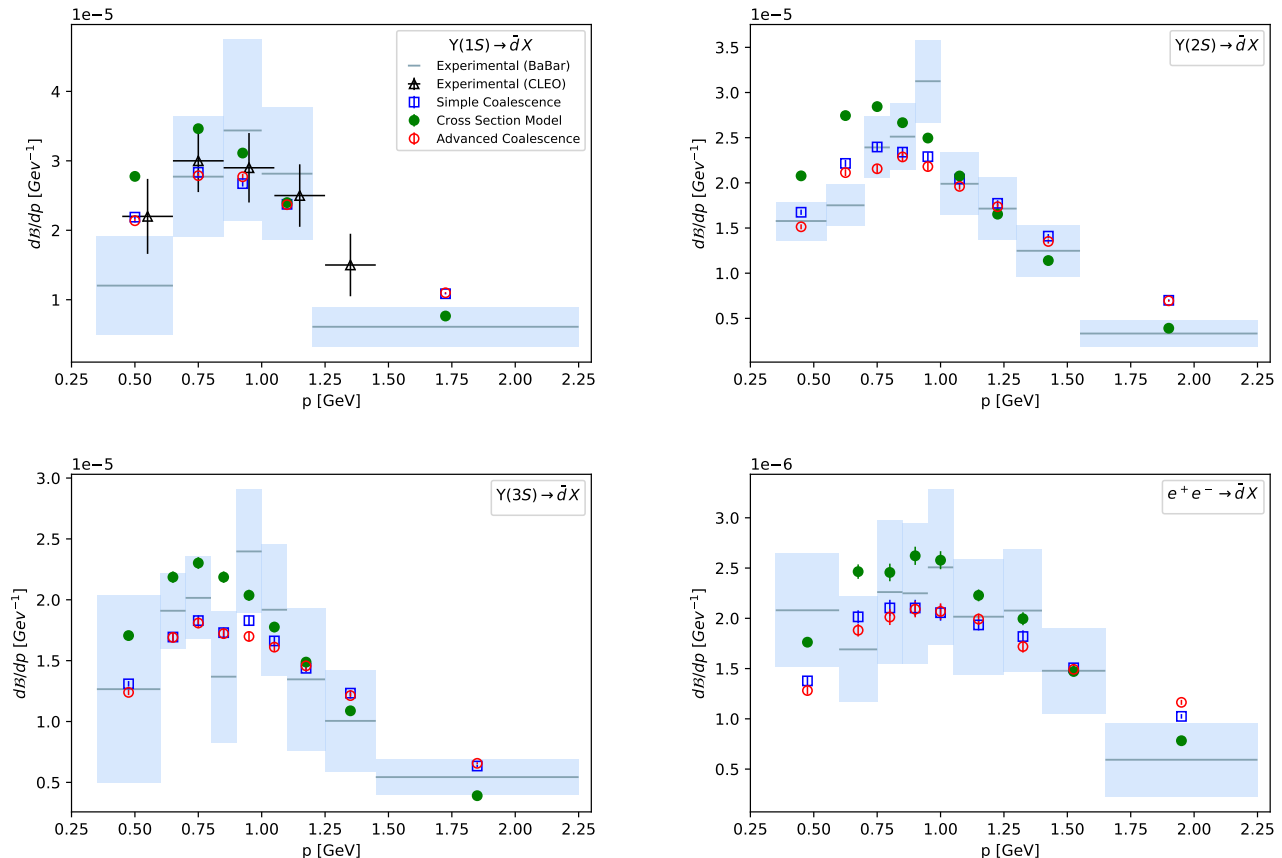 1e−5
Υ(1S)→ d̄ X
Experimental (BaBar)
Experimental (CLEO)
Simple Coalescence
Cross Section Model
Advanced Coalescence
dB/dp [Gev⁻¹]
4
3
2
1
0.25 0.50 0.75 1.00 1.25 1.50 1.75 2.00 2.25
p [GeV]
1e−5
Υ(2S)→ d̄ X
dB/dp [Gev⁻¹]
3.5
3.0
2.5
2.0
1.5
1.0
0.5
0.25 0.50 0.75 1.00 1.25 1.50 1.75 2.00 2.25
p [GeV]
1e−5
Υ(3S)→ d̄ X
dB/dp [Gev⁻¹]
3.0
2.5
2.0
1.5
1.0
0.5
0.25 0.50 0.75 1.00 1.25 1.50 1.75 2.00 2.25
p [GeV]
1e−6
e⁺e⁻→ d̄ X
dB/dp [Gev⁻¹]
3.5
3.0
2.5
2.0
1.5
1.0
0.5
0.25 0.50 0.75 1.00 1.25 1.50 1.75 2.00 2.25
p [GeV]